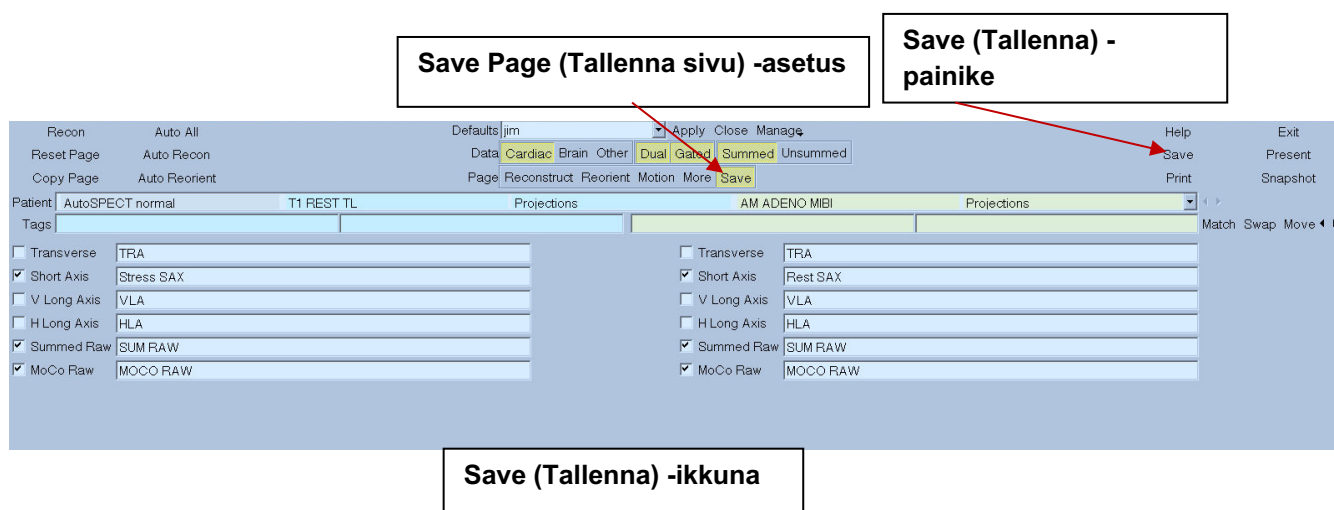 Save Page (Tallenna sivu) -asetus
Save (Tallenna) -
painike
Recon Auto All Defaults jim Apply Close Manage Help Exit
Reset Page Auto Recon Data Cardiac Brain Other Dual Gated Summed Unsummed Save Present
Copy Page Auto Reorient Page Reconstruct Reorient Motion More Save Print Snapshot
Patient AutoSPECT normal T1 REST TL Projections AM ADENO MIBI Projections
Tags Match Swap Move
Transverse TRA Transverse TRA
Short Axis Stress SAX Short Axis Rest SAX
V Long Axis VLA V Long Axis VLA
H Long Axis HLA H Long Axis HLA
Summed Raw SUM RAW Summed Raw SUM RAW
MoCo Raw MOCO RAW MoCo Raw MOCO RAW
Save (Tallenna) -ikkuna